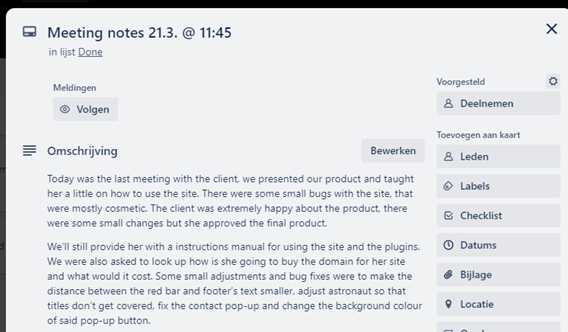 Meeting notes 21.3. @ 11:45
in lijst Done
Meldingen
Volgen
Omschrijving
Bewerken
Today was the last meeting with the client, we presented our product and taught
her a little on how to use the site. There were some small bugs with the site, that
were mostly cosmetic. The client was extremely happy about the product, there
were some small changes but she approved the final product.
We'll still provide her with a instructions manual for using the site and the plugins.
We were also asked to look up how is she going to buy the domain for her site
and what would it cost. Some small adjustments and bug fixes were to make the
distance between the red bar and footer's text smaller, adjust astronaut so that
titles don't get covered, fix the contact pop-up and change the background colour
of said pop-up button.
Voorgesteld
Deelnemen
Toevoegen aan kaart
Leden
Labels
Checklist
Datums
Bijlage
Locatie